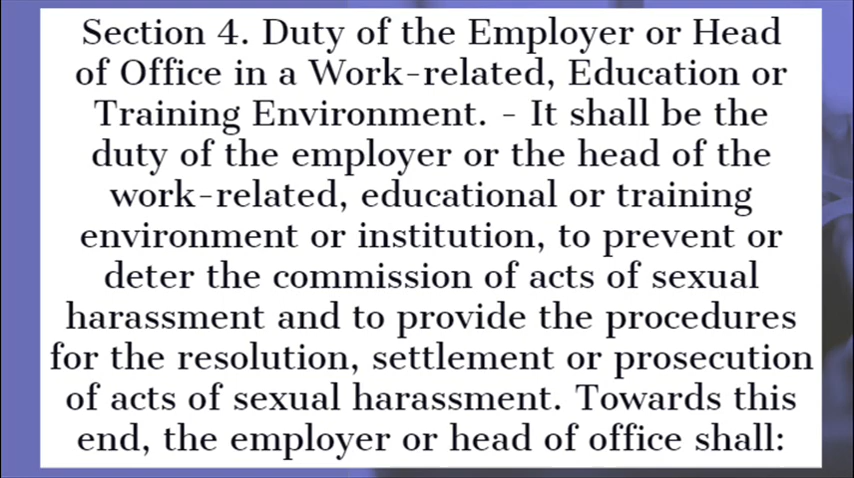 Section 4. Duty of the Employer or Head
of Office in a Work-related, Education or
Training Environment. - It shall be the
duty of the employer or the head of the
work-related, educational or training
environment or institution, to prevent or
deter the commission of acts of sexual
harassment and to provide the procedures
for the resolution, settlement or prosecution
of acts of sexual harassment. Towards this
end, the employer or head of office shall: